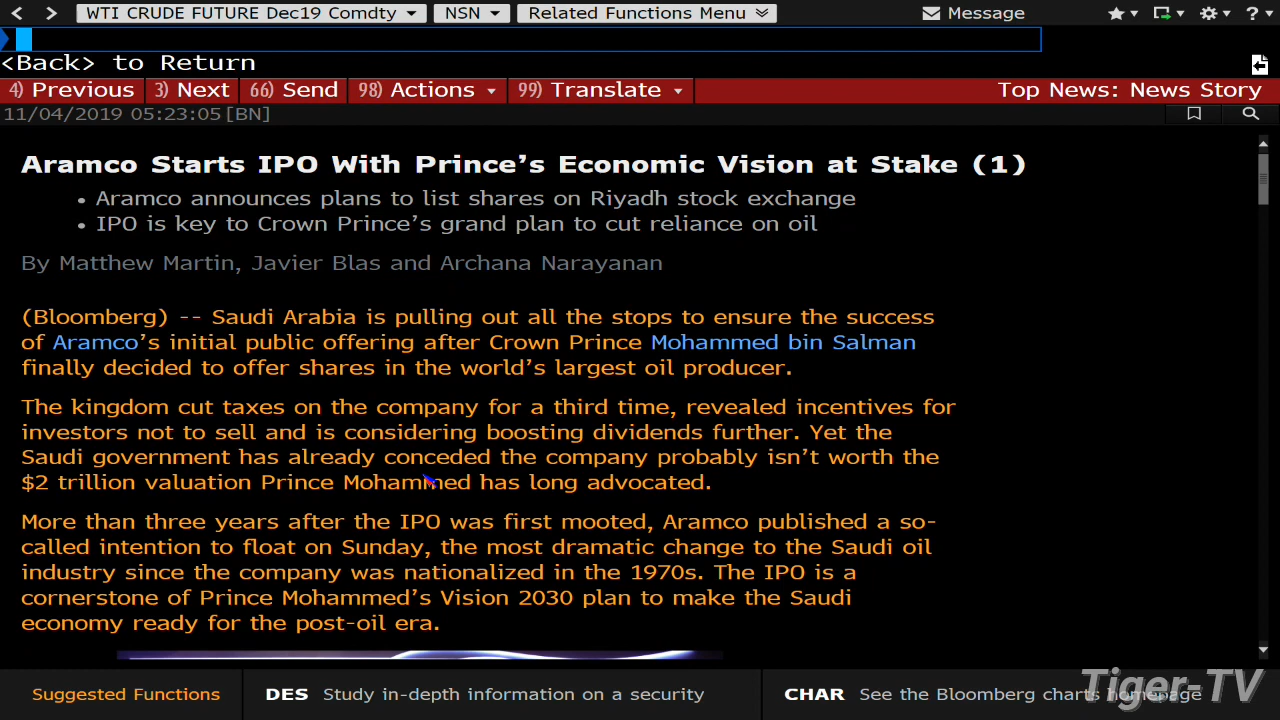 WTI CRUDE FUTURE Dec19 Comdty NSN Related Functions Menu Message ?
<Back> to Return
4) Previous 3) Next 66) Send 98) Actions 99) Translate Top News: News Story
11/04/2019 05:23:05[BN]
Aramco Starts IPO With Prince's Economic Vision at Stake (1)
• Aramco announces plans to list shares on Riyadh stock exchange
• IPO is key to Crown Prince's grand plan to cut reliance on oil
By Matthew Martin, Javier Blas and Archana Narayanan
(Bloomberg) -- Saudi Arabia is pulling out all the stops to ensure the success
of Aramco's initial public offering after Crown Prince Mohammed bin Salman
finally decided to offer shares in the world's largest oil producer.
The kingdom cut taxes on the company for a third time, revealed incentives for
investors not to sell and is considering boosting dividends further. Yet the
Saudi government has already conceded the company probably isn't worth the
$2 trillion valuation Prince Mohammed has long advocated.
More than three years after the IPO was first mooted, Aramco published a so-
called intention to float on Sunday, the most dramatic change to the Saudi oil
industry since the company was nationalized in the 1970s. The IPO is a
cornerstone of Prince Mohammed's Vision 2030 plan to make the Saudi
economy ready for the post-oil era.
Suggested Functions DES Study in-depth information on a security CHAR See the Bloomberg charts homepage
Tiger-TV